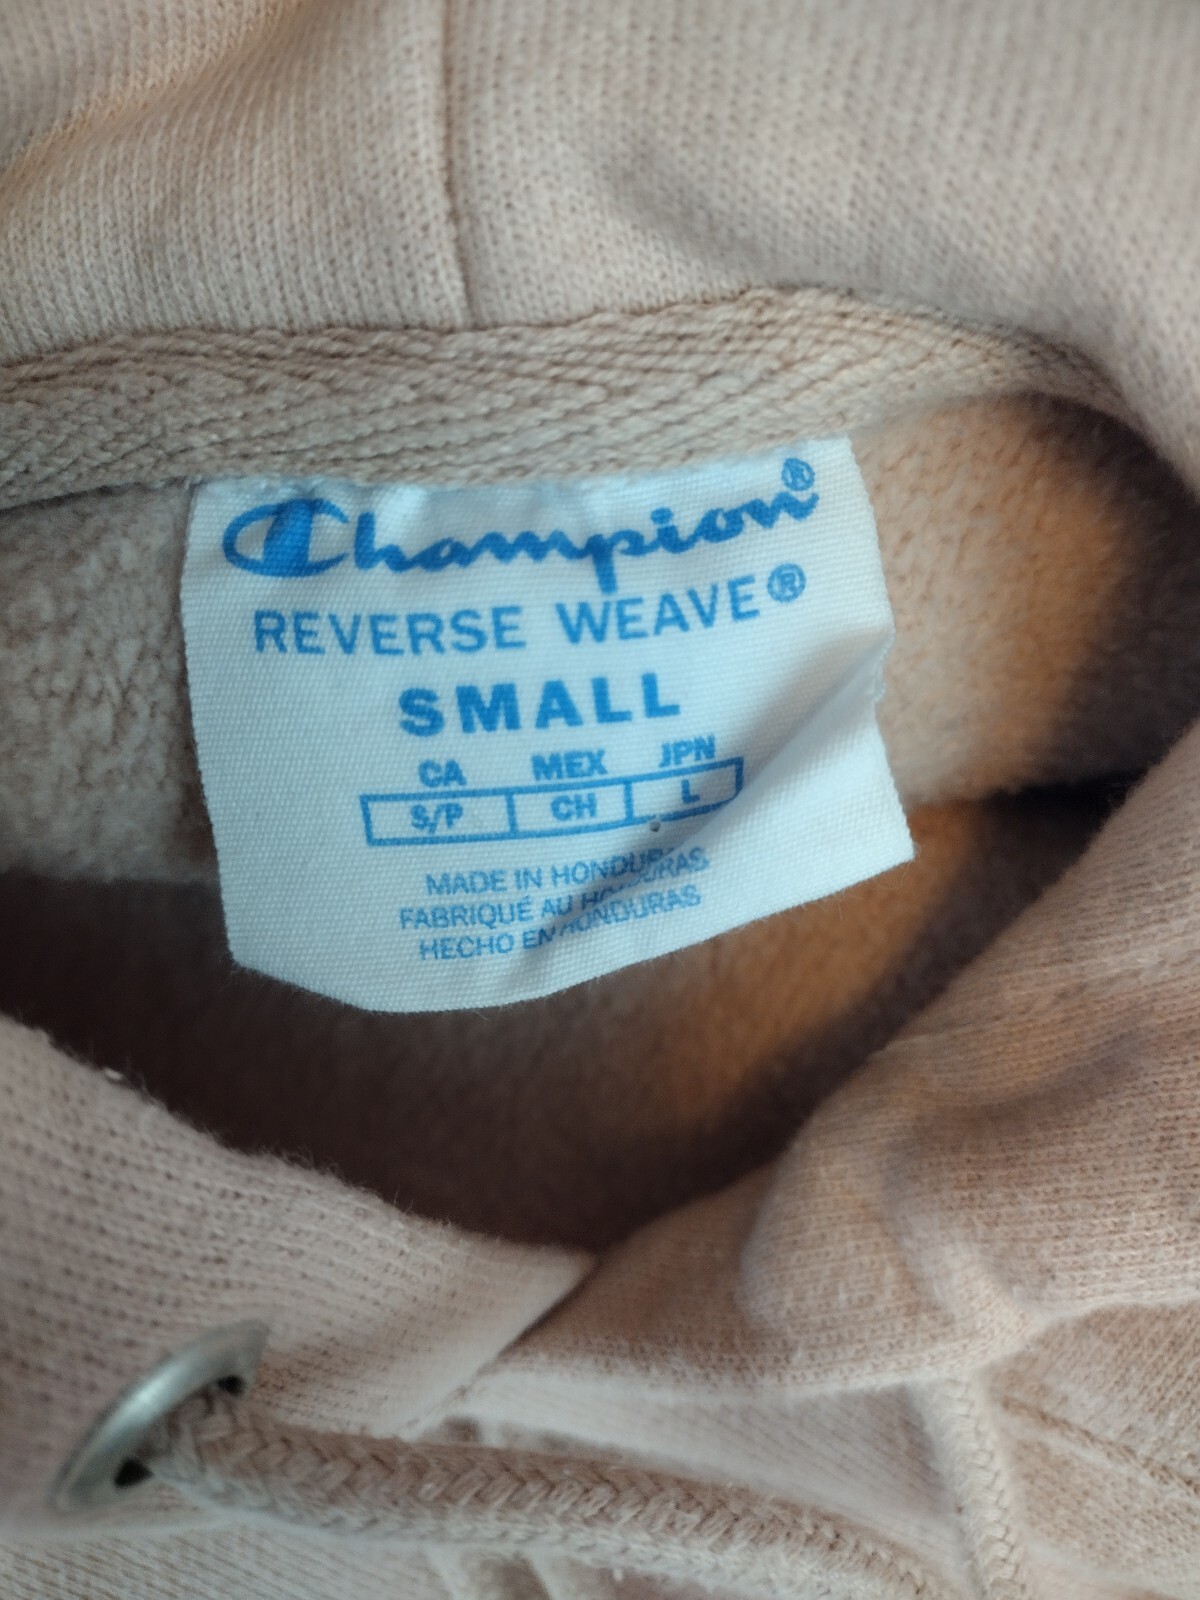 Champion®
REVERSE WEAVE®
SMALL
CA MEX JPN
S/P CH L
MADE IN HONDURAS
FABRIQUÉ AU HONDURAS
HECHO EN HONDURAS